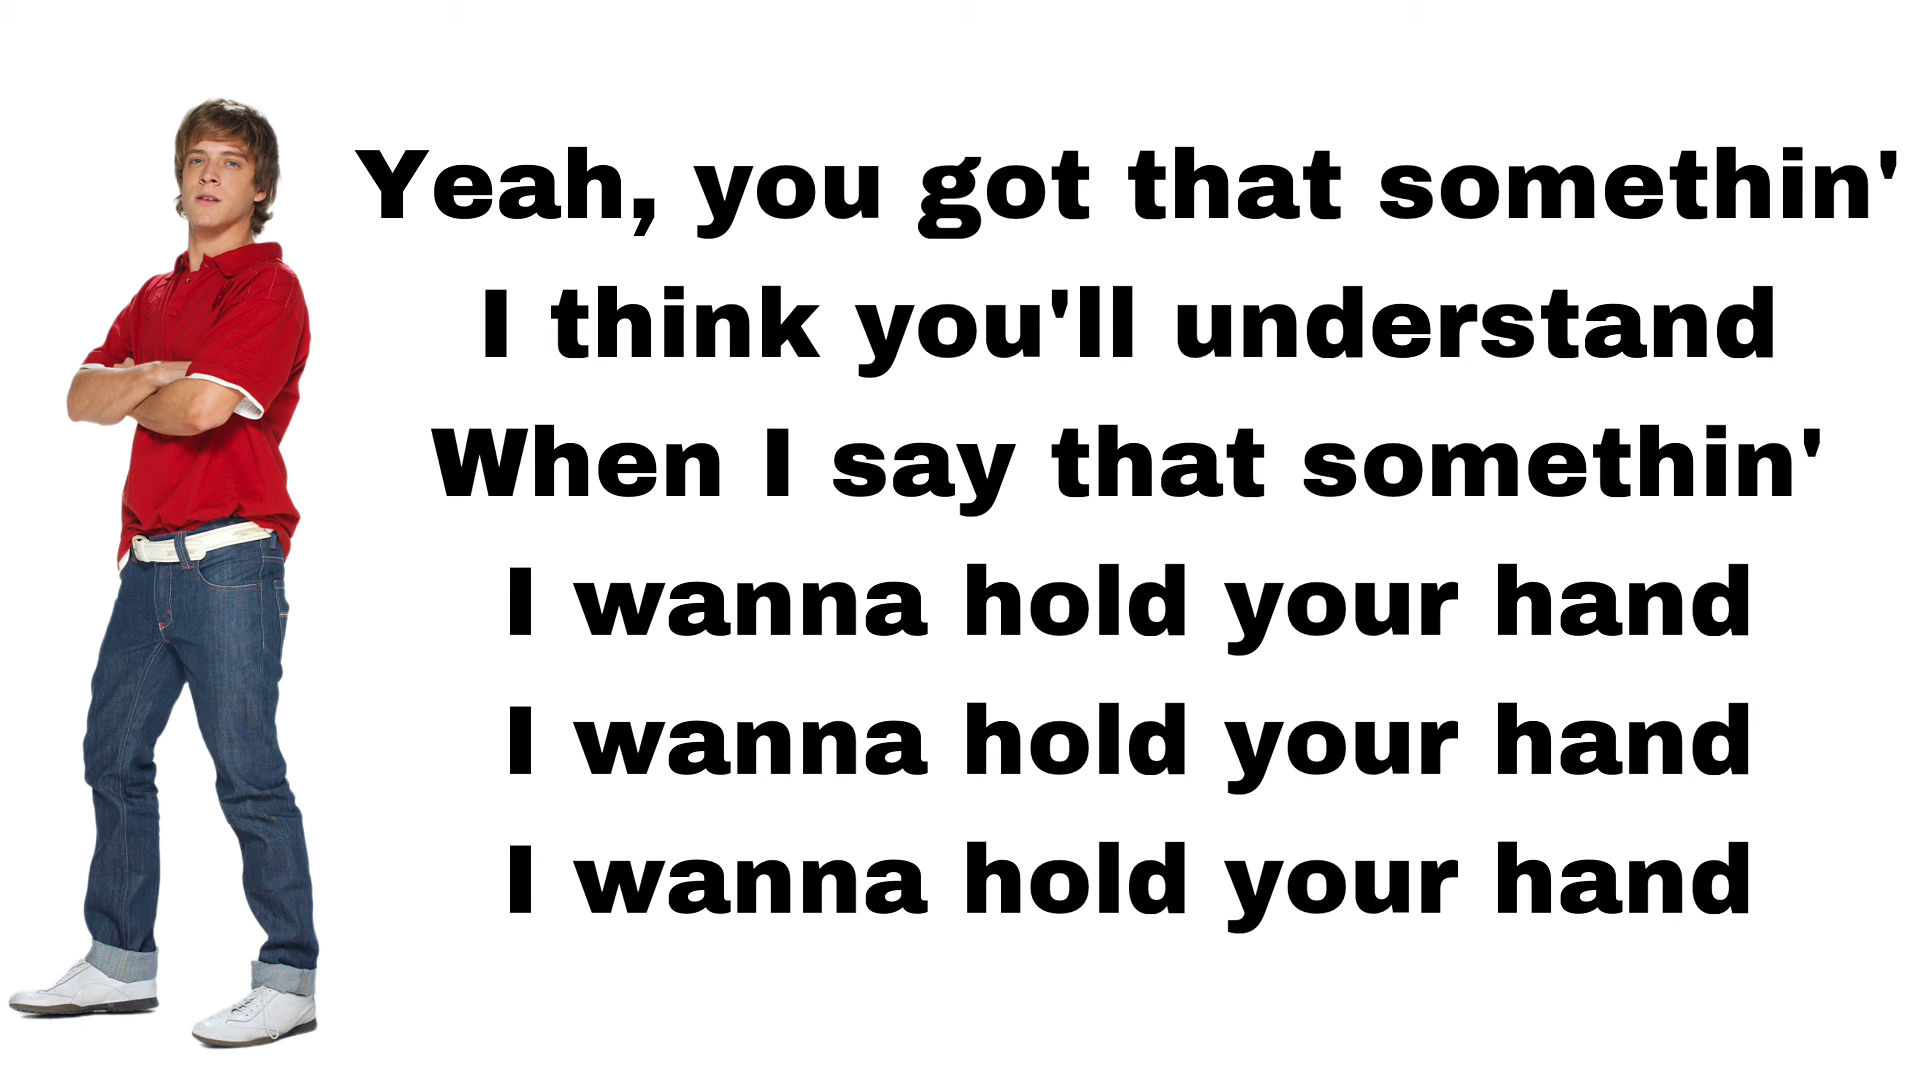 Yeah, you got that somethin'
I think you'll understand
When I say that somethin'
I wanna hold your hand
I wanna hold your hand
I wanna hold your hand